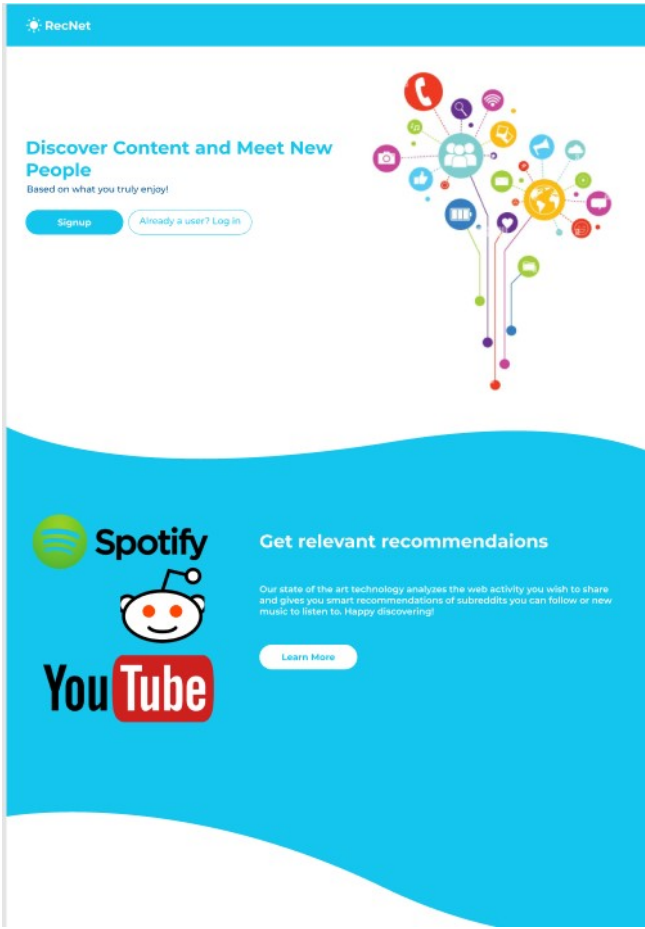 RecNet
Discover Content and Meet New
People
Based on what you truly enjoy!
Signup
Already a user? Log in
Spotify
Get relevant recommendaions
Our state of the art technology analyzes the web activity you wish to share
and gives you smart recommendations of subreddits you can follow or new
music to listen to. Happy discovering!
YouTube
Learn More